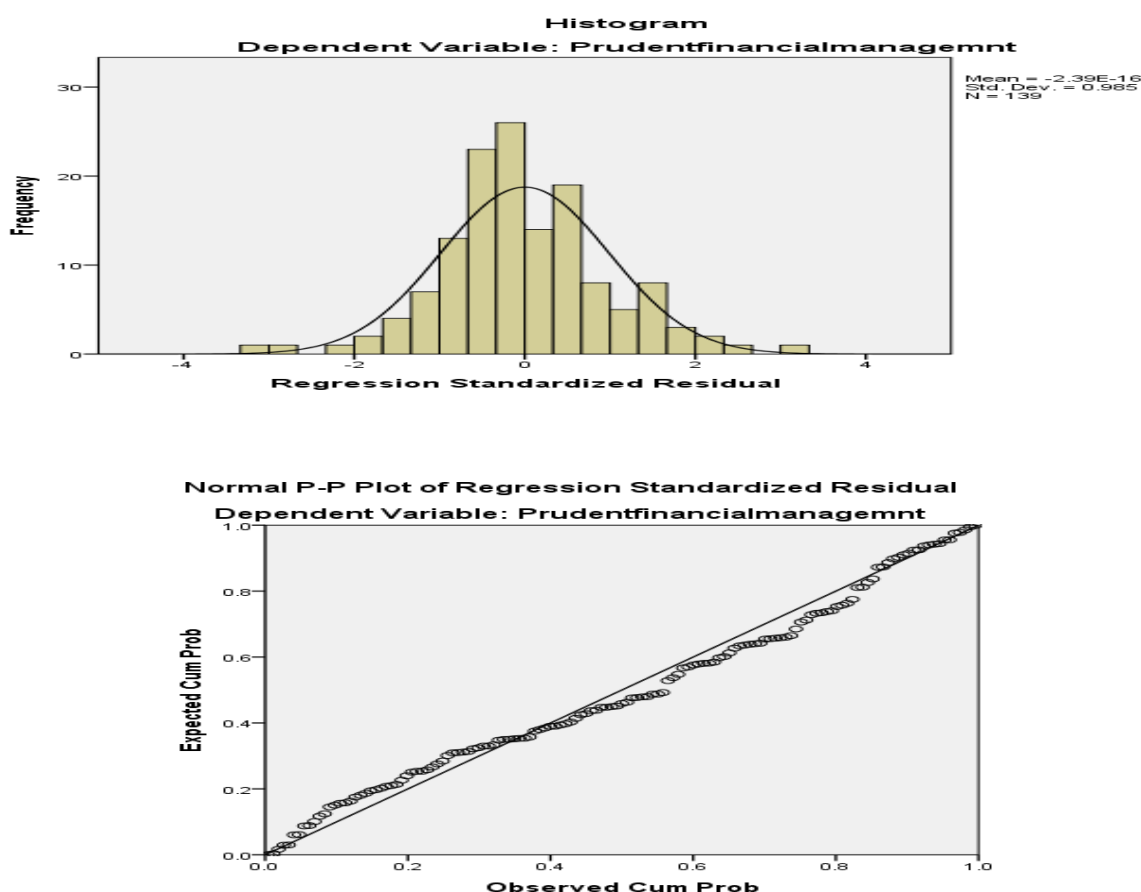 Histogram
Dependent Variable: Prudentfinancialmanagemnt
Mean = -2.39E-16
Std. Dev. = 0.985
N = 139
30
20
10
0
Frequency
-4 -2 0 2 4
Regression Standardized Residual
Normal P-P Plot of Regression Standardized Residual
Dependent Variable: Prudentfinancialmanagemnt
1.0
0.8
0.6
0.4
0.2
0.0
Expected Cum Prob
0.0 0.2 0.4 0.6 0.8 1.0
Observed Cum Prob